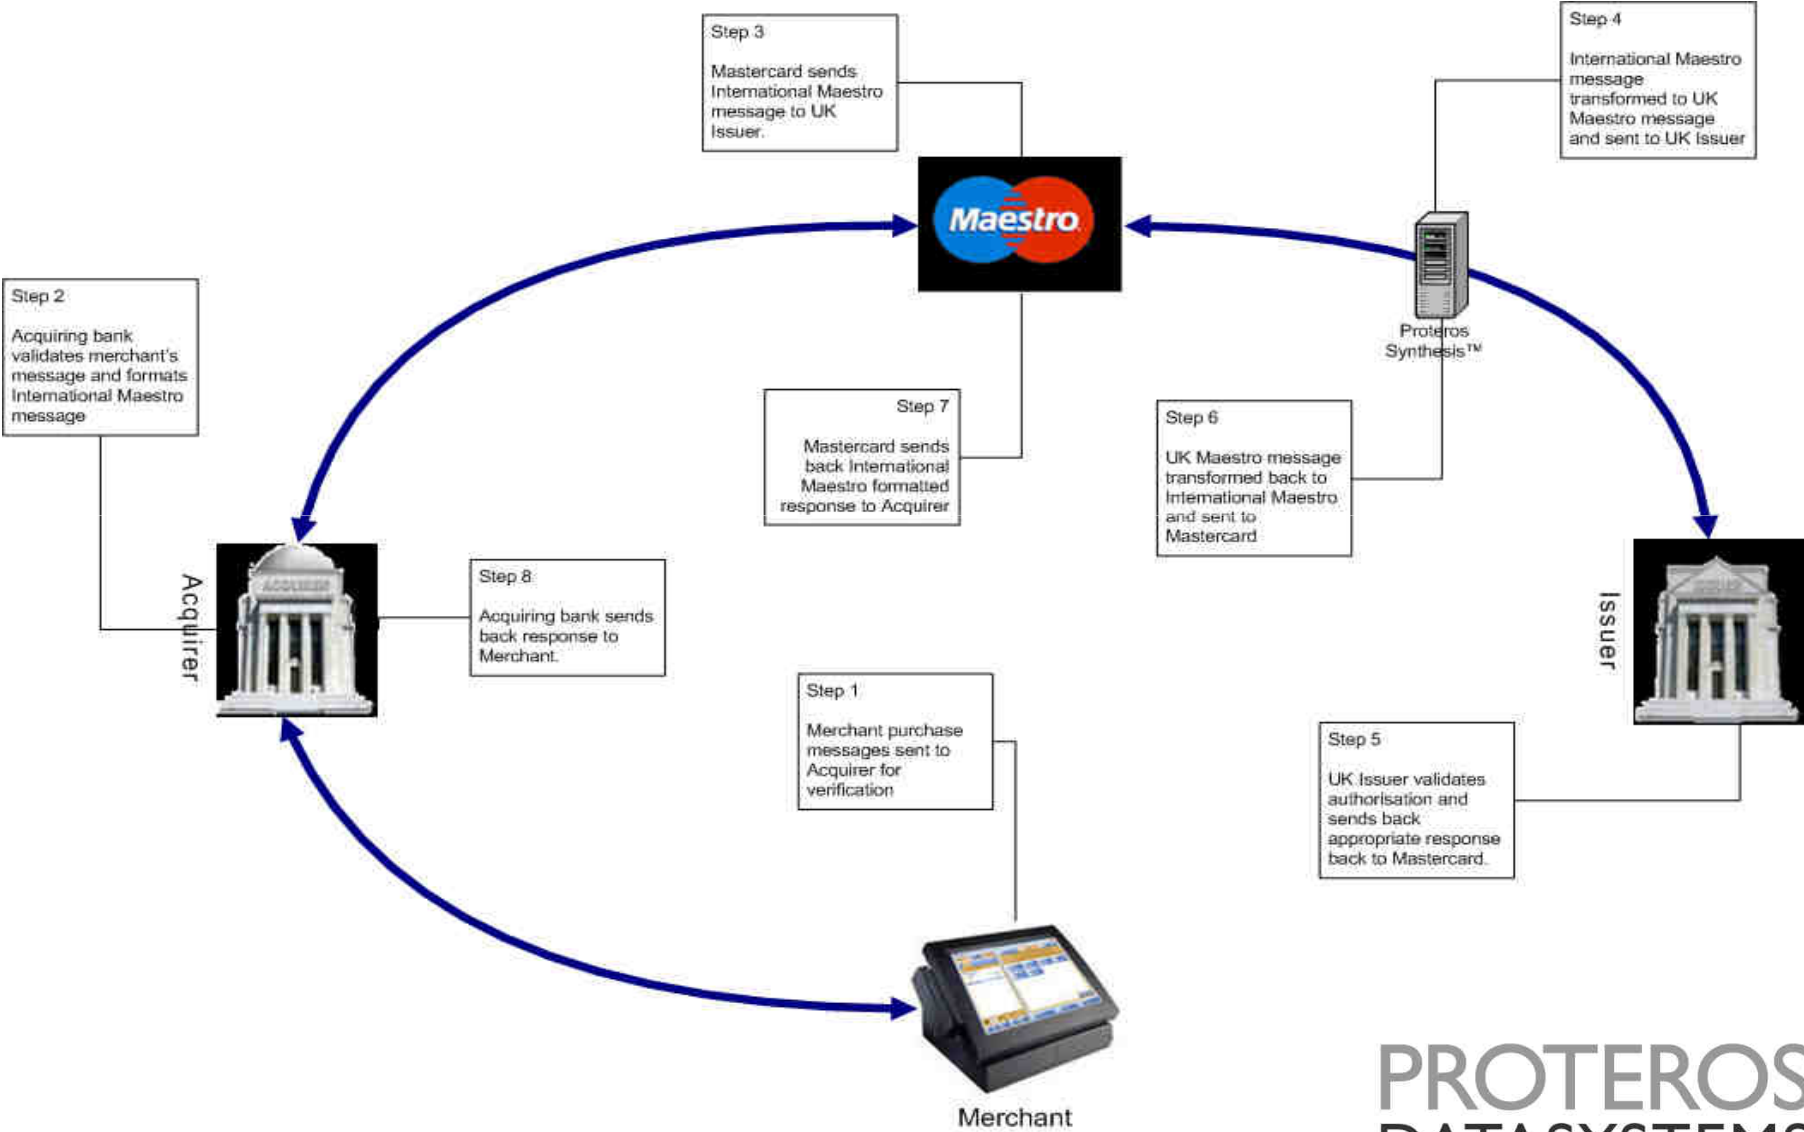 Step 3
Mastercard sends
International Maestro
message to UK
Issuer.
Step 4
International Maestro
message
transformed to UK
Maestro message
and sent to UK Issuer
Maestro
Step 2
Acquiring bank
validates merchant's
message and formats
International Maestro
message
Proteros
Synthesis™
Step 7
Mastercard sends
back International
Maestro formatted
response to Acquirer
Step 6
UK Maestro message
transformed back to
International Maestro
and sent to
Mastercard
Acquirer
ACQUIRER
Step 8
Acquiring bank sends
back response to
Merchant.
Issuer
Step 1
Merchant purchase
messages sent to
Acquirer for
verification
Step 5
UK Issuer validates
authorisation and
sends back
appropriate response
back to Mastercard.
Merchant
PROTEROS
DATASYSTEMS